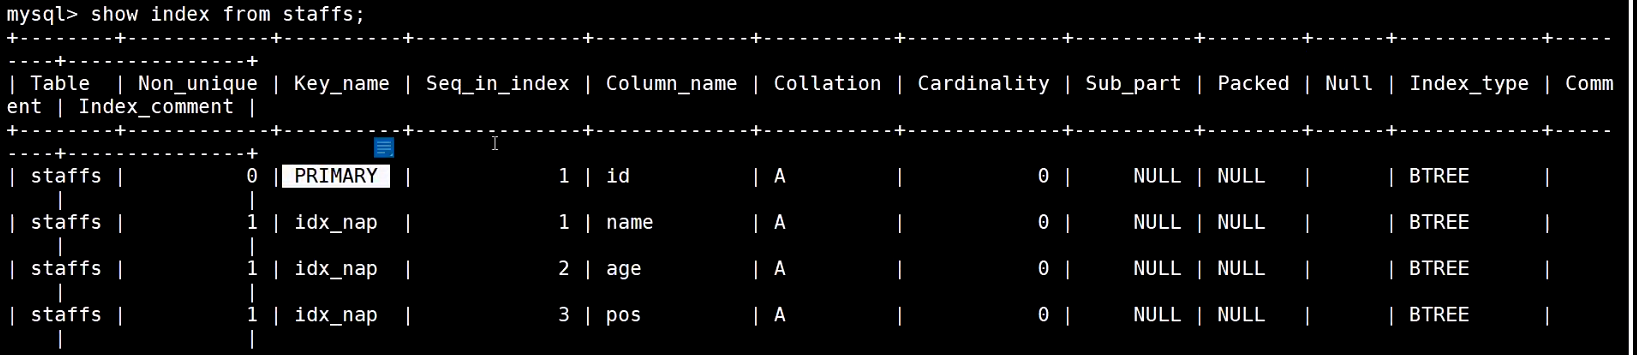 mysql> show index from staffs;
+--------+------------+----------+--------------+-------------+-----------+-------------+----------+--------+------+------------+-----
----+---------------+
| Table  | Non_unique | Key_name | Seq_in_index | Column_name | Collation | Cardinality | Sub_part | Packed | Null | Index_type | Comm
ent | Index_comment |
+--------+------------+----------+--------------+-------------+-----------+-------------+----------+--------+------+------------+-----
----+---------------+
| staffs |          0 | PRIMARY  |            1 | id          | A         |           0 |     NULL | NULL   |      | BTREE      |
    |               |
| staffs |          1 | idx_nap  |            1 | name        | A         |           0 |     NULL | NULL   |      | BTREE      |
    |               |
| staffs |          1 | idx_nap  |            2 | age         | A         |           0 |     NULL | NULL   |      | BTREE      |
    |               |
| staffs |          1 | idx_nap  |            3 | pos         | A         |           0 |     NULL | NULL   |      | BTREE      |
    |               |